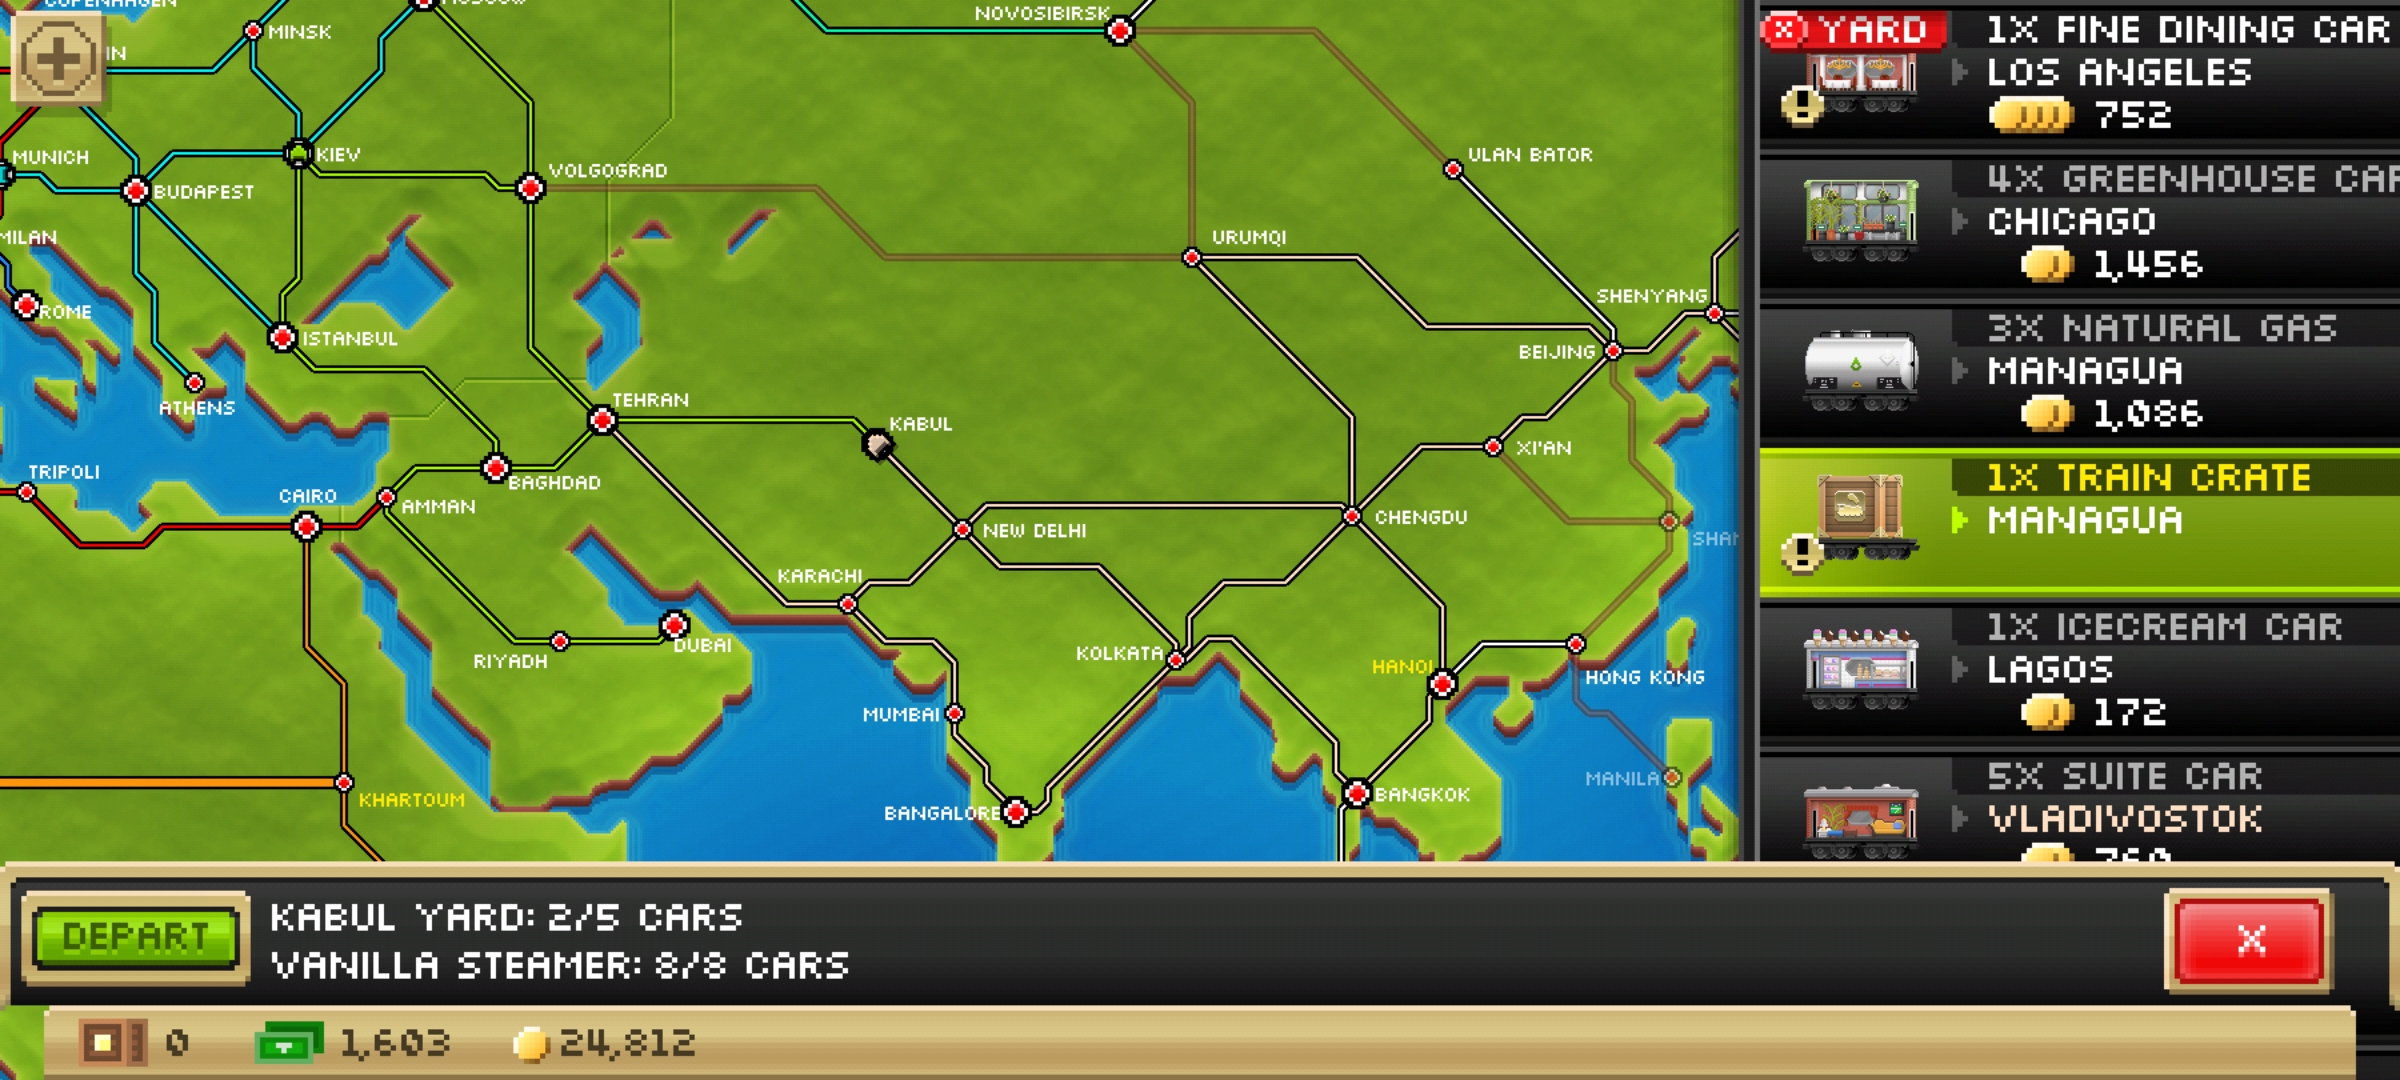 NOVOSIBIRSK
MINSK
MUNICH
KIEV
BUDAPEST
VOLGOGRAD
ULAN BATOR
MILAN
URUMQI
SHENYANG
ROME
ISTANBUL
BEIJING
ATHENS
TEHRAN
KABUL
XI'AN
TRIPOLI
BAGHDAD
CAIRO
AMMAN
NEW DELHI
CHENGDU
KARACHI
RIYADH
DUBAI
KOLKATA
HANOI
HONG KONG
MUMBAI
MANILA
KHARTOUM
BANGALORE
BANGKOK
YARD
1X FINE DINING CAR
LOS ANGELES
752
4X GREENHOUSE CAR
CHICAGO
1,456
3X NATURAL GAS
MANAGUA
1,086
1X TRAIN CRATE
MANAGUA
1X ICECREAM CAR
LAGOS
172
5X SUITE CAR
VLADIVOSTOK
DEPART
KABUL YARD: 2/5 CARS
VANILLA STEAMER: 8/8 CARS
X
0
1,603
24,812